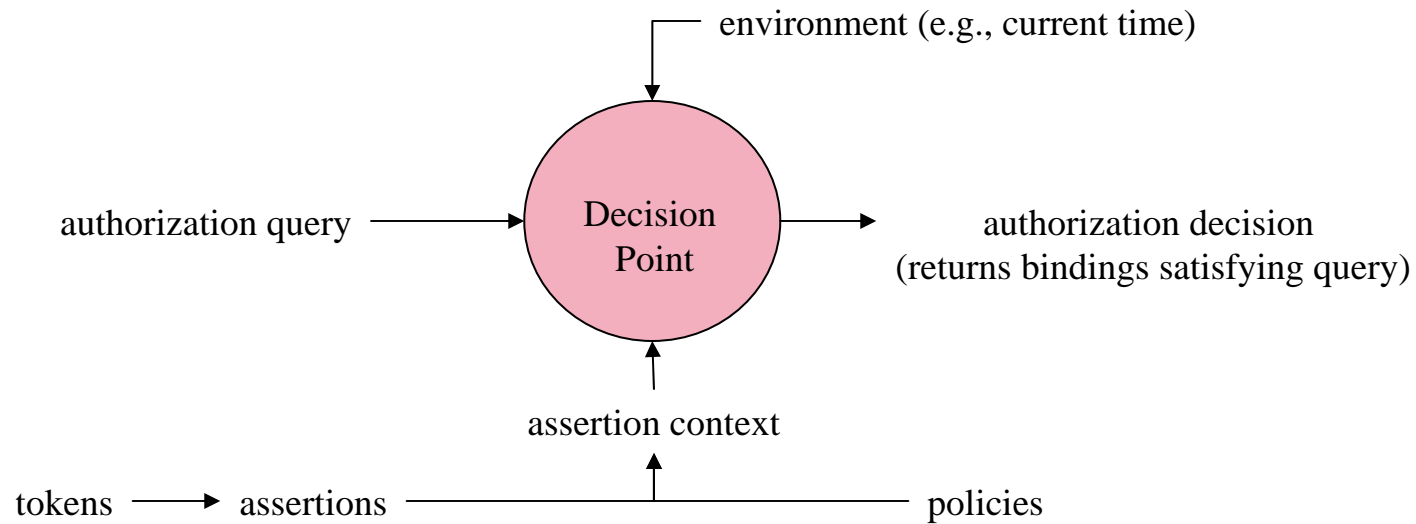 environment (e.g., current time)
authorization query
Decision
Point
authorization decision
(returns bindings satisfying query)
assertion context
tokens
assertions
policies